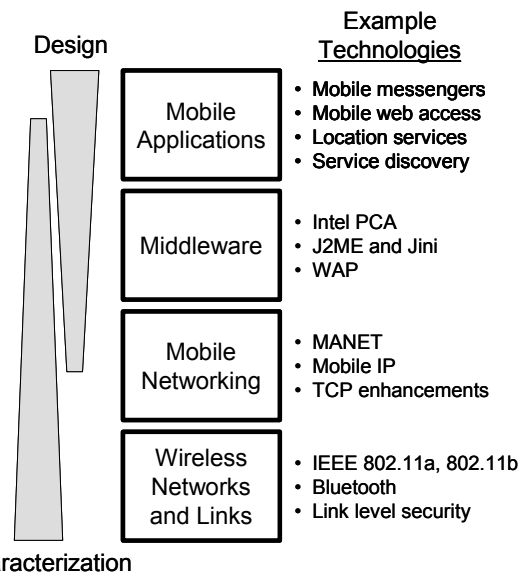 Design
Example
Technologies
Mobile
Applications
• Mobile messengers
• Mobile web access
• Location services
• Service discovery
Middleware
• Intel PCA
• J2ME and Jini
• WAP
Mobile
Networking
• MANET
• Mobile IP
• TCP enhancements
Wireless
Networks
and Links
• IEEE 802.11a, 802.11b
• Bluetooth
• Link level security
aracterization